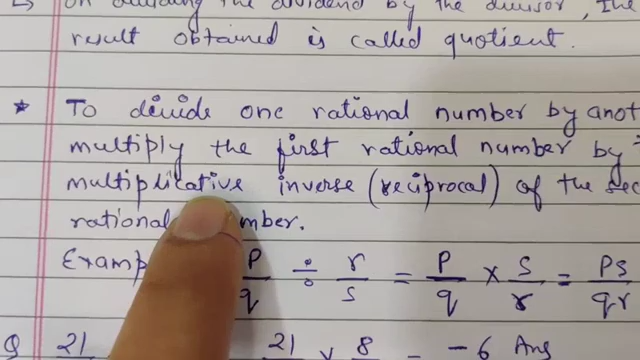 On dividing the dividend by the divisor, the
result obtained is called quotient.
* To divide one rational number by
multiply the first rational number by
multiplicative inverse (reciprocal) of the
rational
p/q ÷ r/s = p/q × s/r = ps/qr
Q 21 21 × 8 = -6 Ans